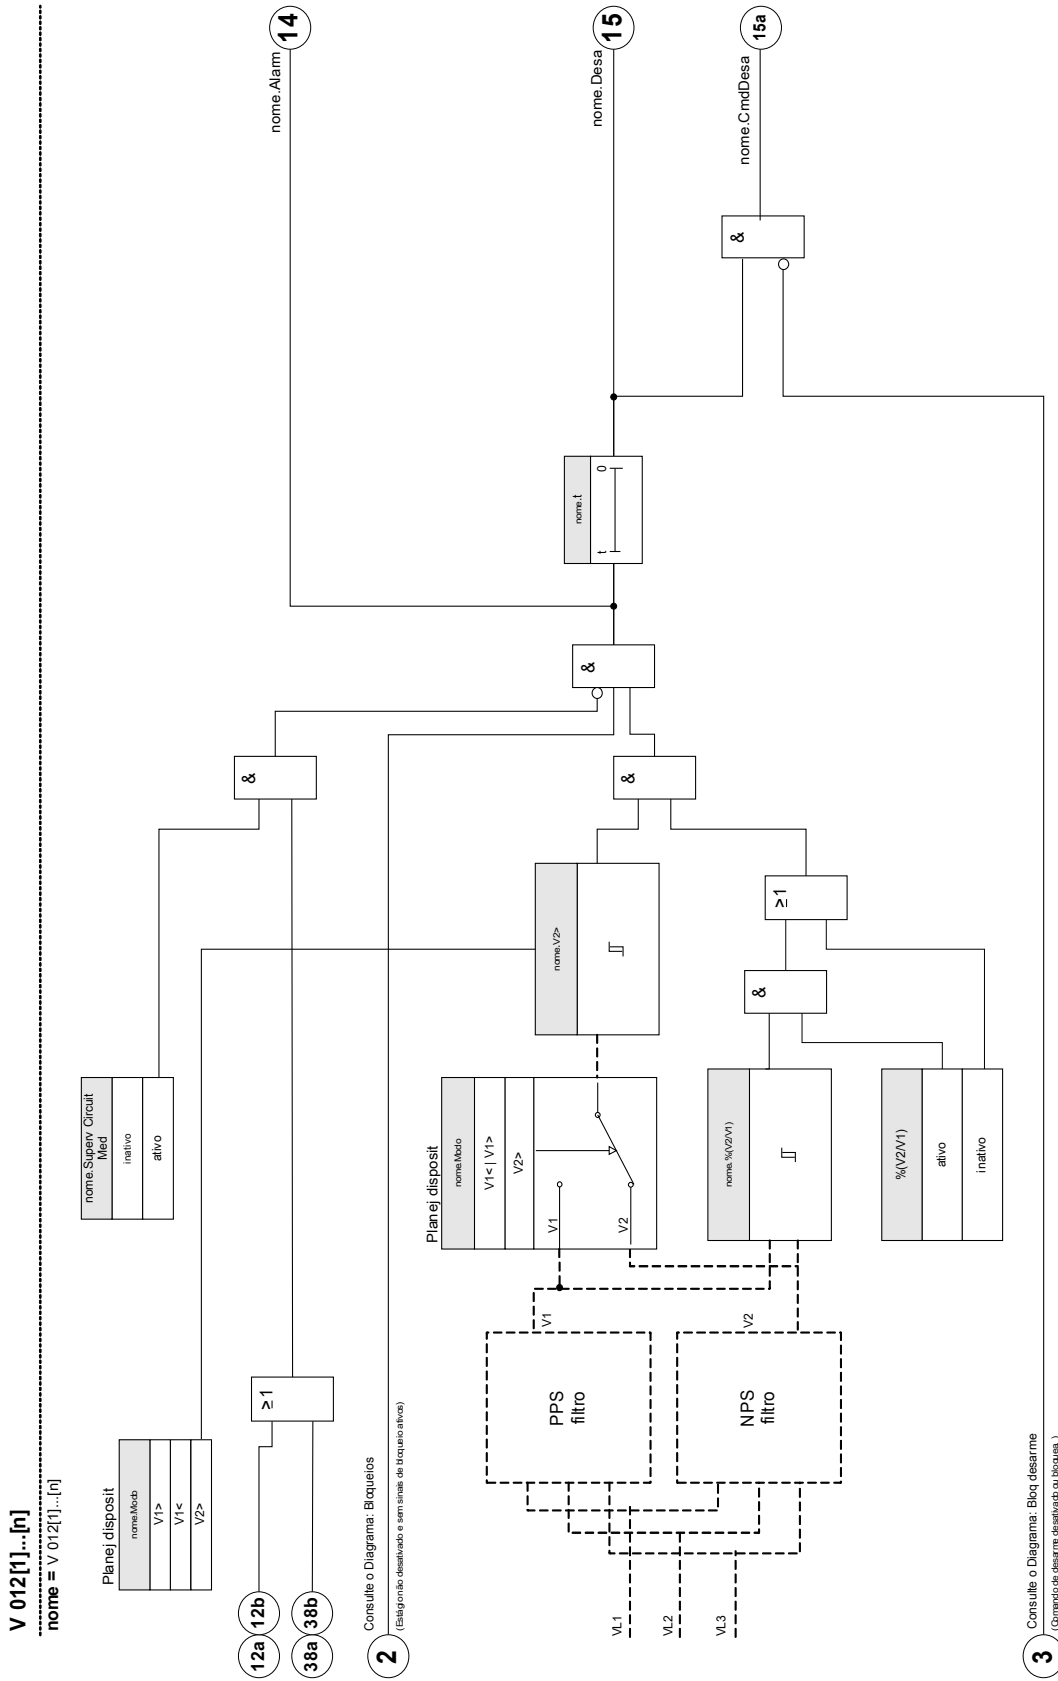 V 012[1]...[n]
nome = V 012[1]...[n]
Planej disposit
nome.Modo
V1>
V1<
V2>
nome.Superv Circuit
Med
inativo
ativo
12a
12b
38a
38b
≥1
&
nome.Alarm
14
2
Consulte o Diagrama: Bloqueios
(Estágio não desativado e sem sinais de bloqueio ativos)
&
nome.t
t
0
nome.Desa
15
Planej disposit
nome.Modo
V1< | V1>
V2>
V1
V2
nome.V2>
&
PPS
filtro
V1
NPS
filtro
V2
VL1
VL2
VL3
nome.%(V2/V1)
%(V2/V1)
ativo
inativo
&
≥1
&
nome.CmdDesa
15a
3
Consulte o Diagrama: Bloq desarme
(Comando de desarme desativado ou bloquea. )